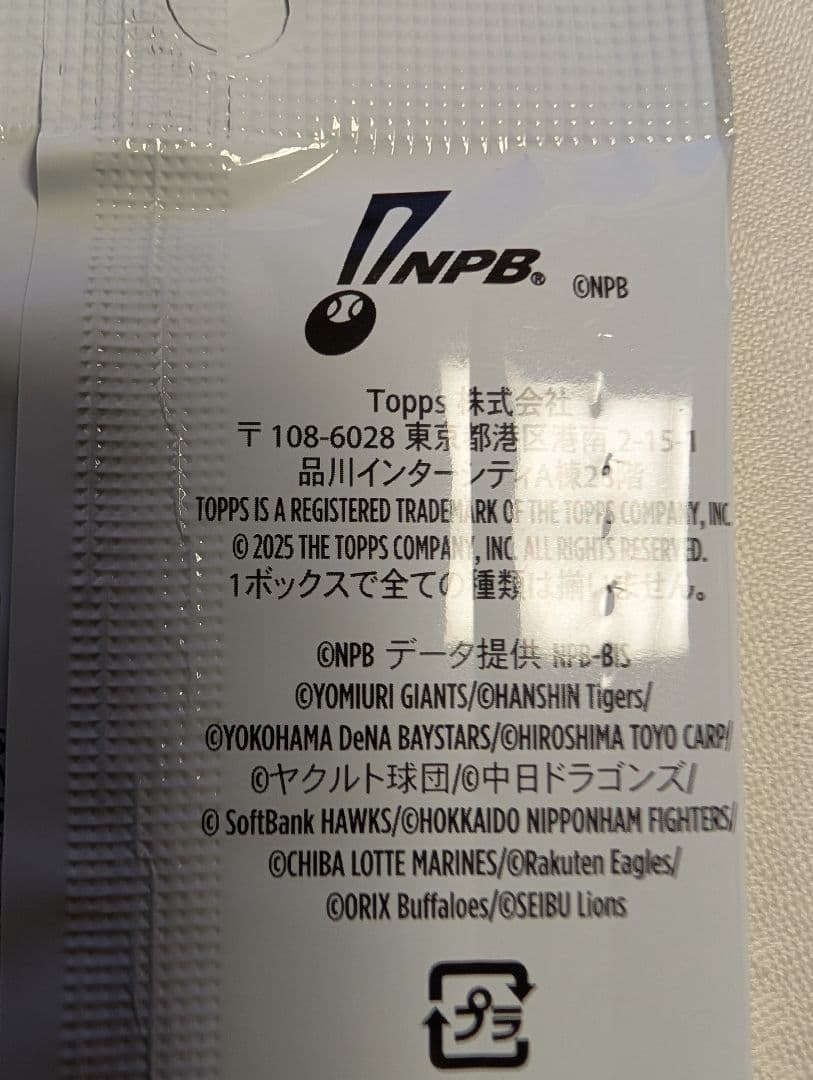 NPB® ©NPB
Topps 株式会社
〒108-6028 東京都港区港南 2-15-1
品川インターシティA棟2階
TOPPS IS A REGISTERED TRADEMARK OF THE TOPPS COMPANY, INC.
© 2025 THE TOPPS COMPANY, INC. ALL RIGHTS RESERVED.
1ボックスで全ての種類は揃いません。
©NPB データ提供 NPB-BIS
©YOMIURI GIANTS/©HANSHIN Tigers/
©YOKOHAMA DeNA BAYSTARS/©HIROSHIMA TOYO CARP/
©ヤクルト球団/©中日ドラゴンズ/
© SoftBank HAWKS/©HOKKAIDO NIPPONHAM FIGHTERS/
©CHIBA LOTTE MARINES/©Rakuten Eagles/
©ORIX Buffaloes/©SEIBU Lions
プラ